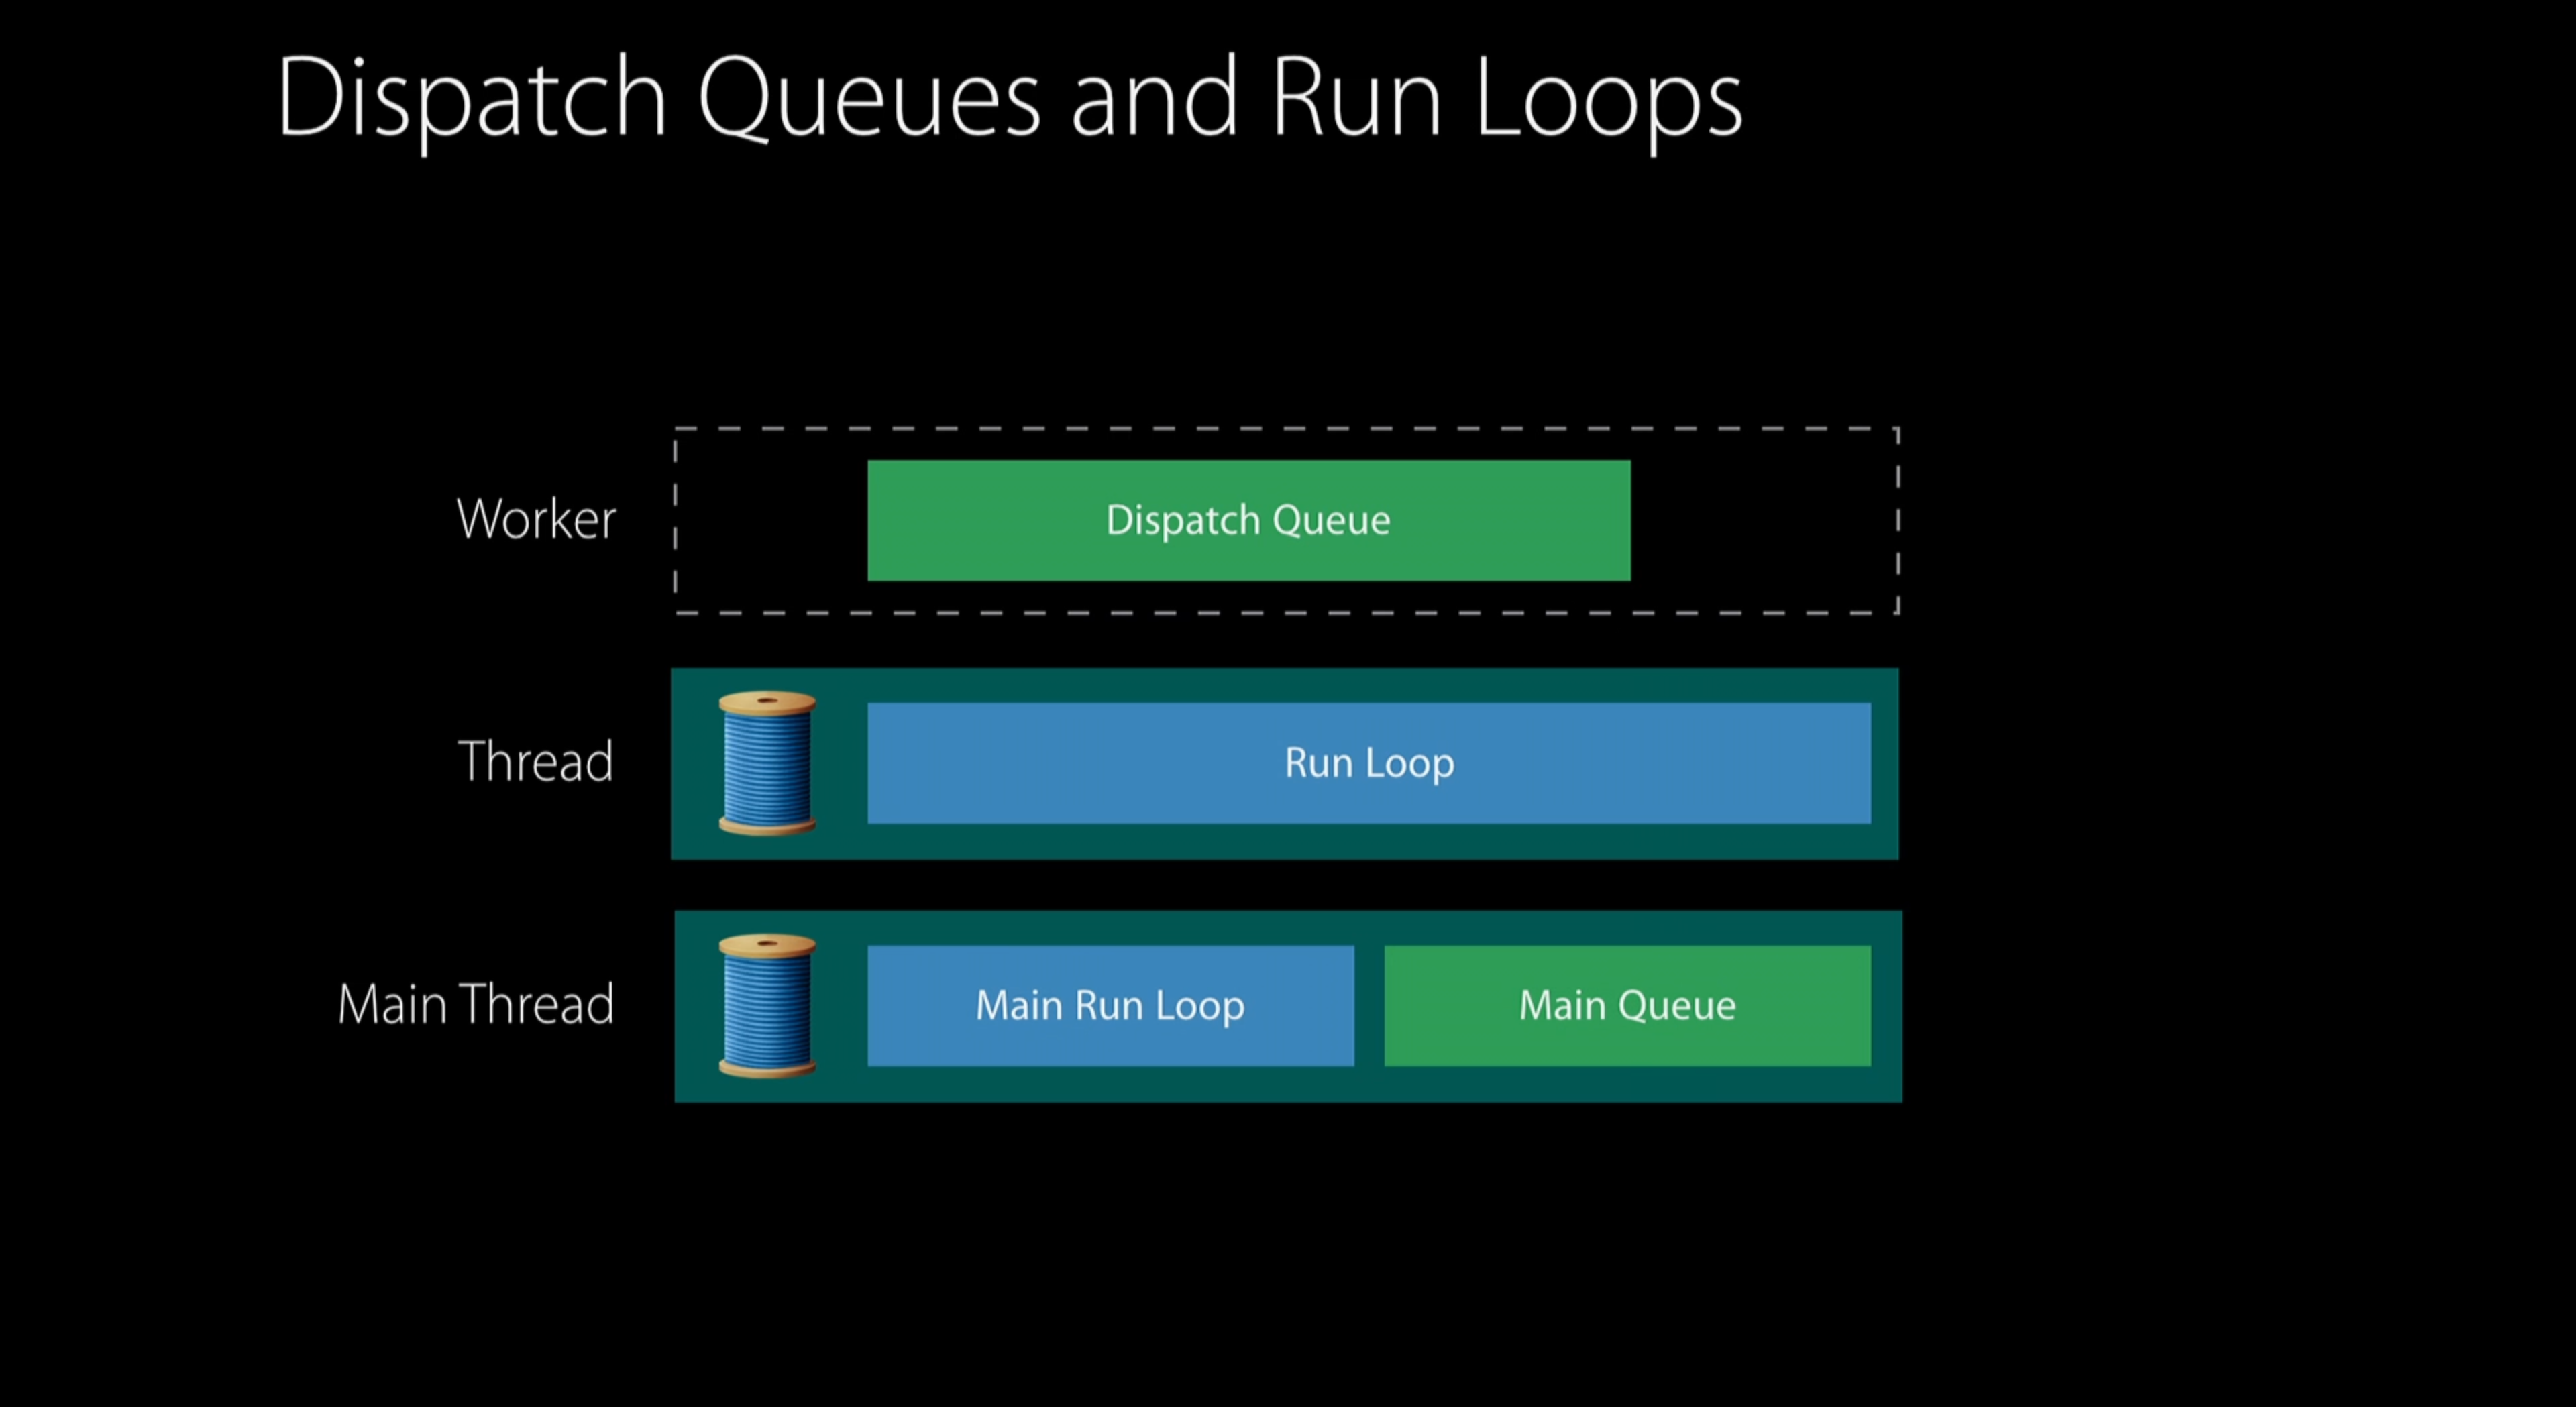 Dispatch Queues and Run Loops
Worker
Dispatch Queue
Thread
Run Loop
Main Thread
Main Run Loop
Main Queue